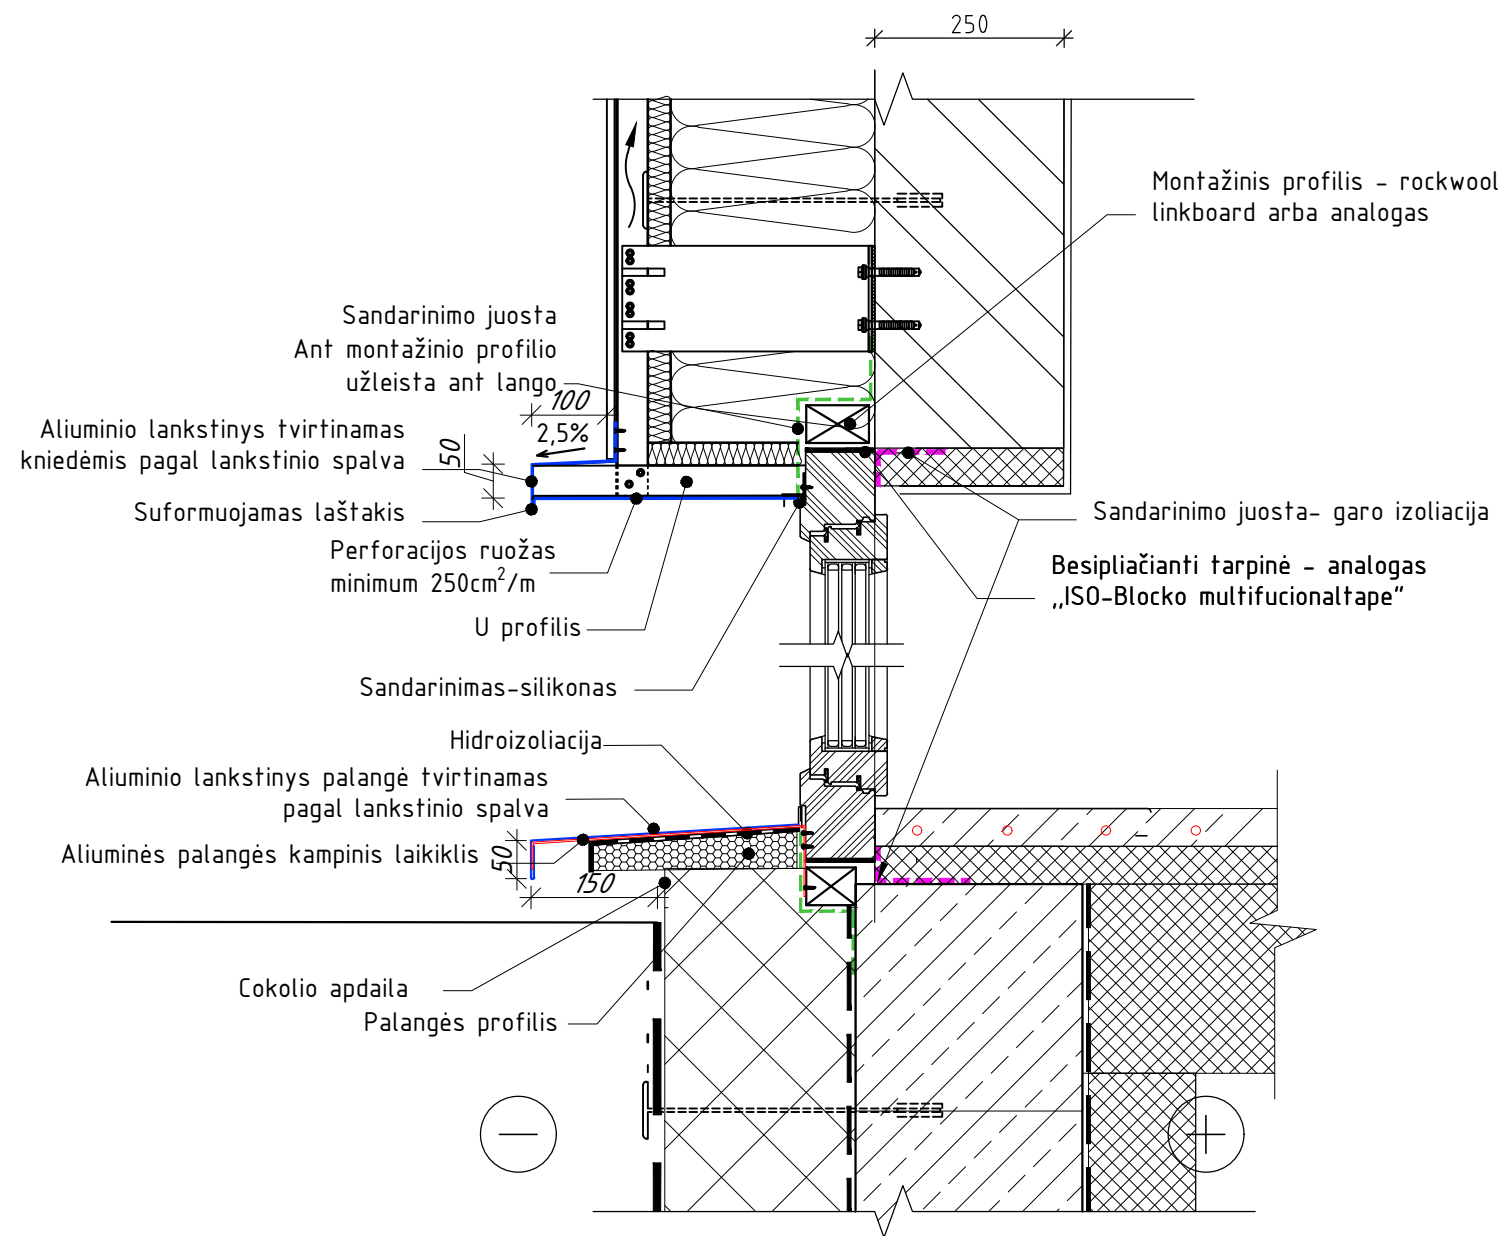 250
Montažinis profilis - rockwool
linkboard arba analogas
Sandarinimo juosta
Ant montažinio profilio
užleista ant lango
100
2,5%
50
Aliuminio lankstinys tvirtinamas
kniedėmis pagal lankstinio spalva
Suformuojamas laštakis
Perforacijos ruožas
minimum 250cm²/m
U profilis
Sandarinimo juosta- garo izoliacija
Besipliačianti tarpinė - analogas
,,ISO-Blocko multifucionaltape"
Sandarinimas-silikonas
Hidroizoliacija
Aliuminio lankstinys palangė tvirtinamas
pagal lankstinio spalva
Aliuminės palangės kampinis laikiklis
50
150
Cokolio apdaila
Palangės profilis